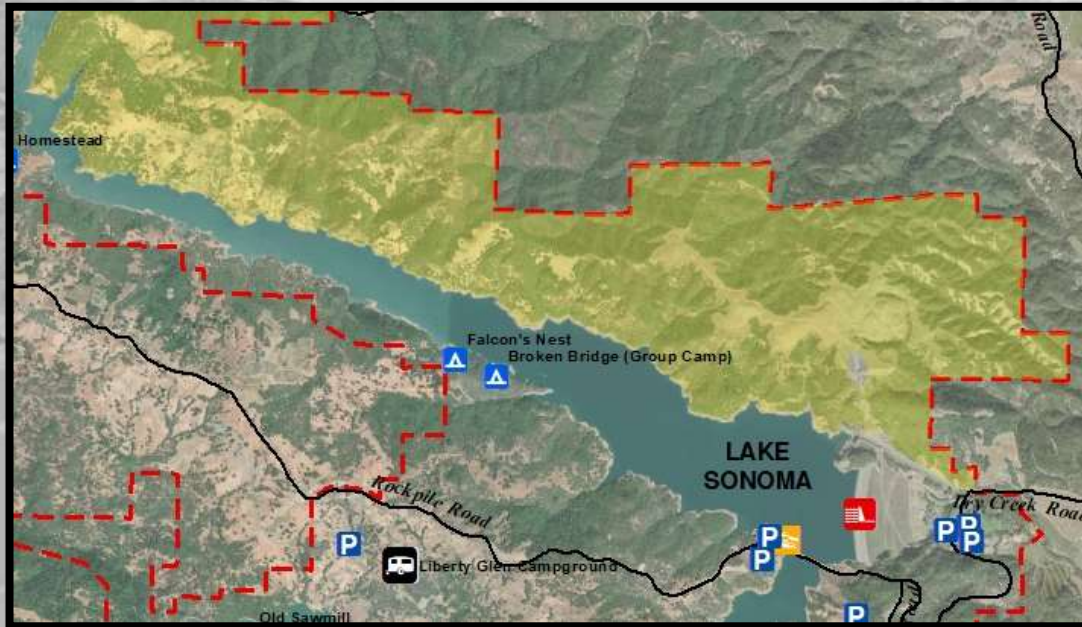 Road
Homestead
Falcon's Nest
Broken Bridge (Group Camp)
LAKE
SONOMA
Rockpile Road
Dry Creek Road
P
P
P
P
P
P
P
Liberty Glen Campground
Old Sawmill